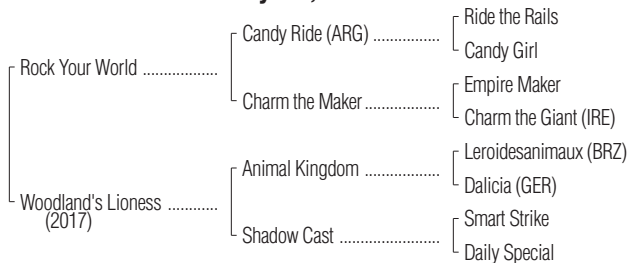 Ride the Rails
Candy Ride (ARG) ................
Candy Girl
Rock Your World ..................
Empire Maker
Charm the Maker ..................
Charm the Giant (IRE)
Leroidesanimaux (BRZ)
Animal Kingdom ..................
Dalicia (GER)
Woodland's Lioness ............
(2017)
Smart Strike
Shadow Cast ........................
Daily Special